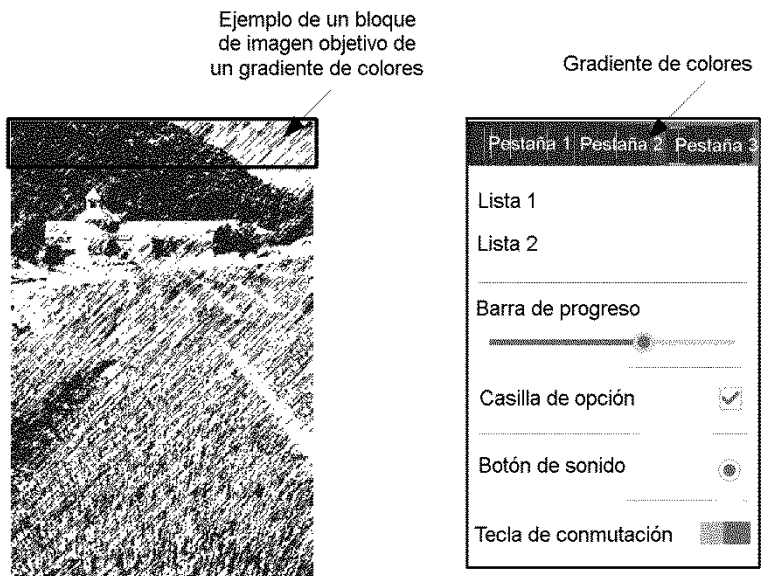 Ejemplo de un bloque
de imagen objetivo de
un gradiente de colores
Gradiente de colores
Pestaña 1 Pestaña 2 Pestaña 3
Lista 1
Lista 2
Barra de progreso
Casilla de opción
Botón de sonido
Tecla de conmutación